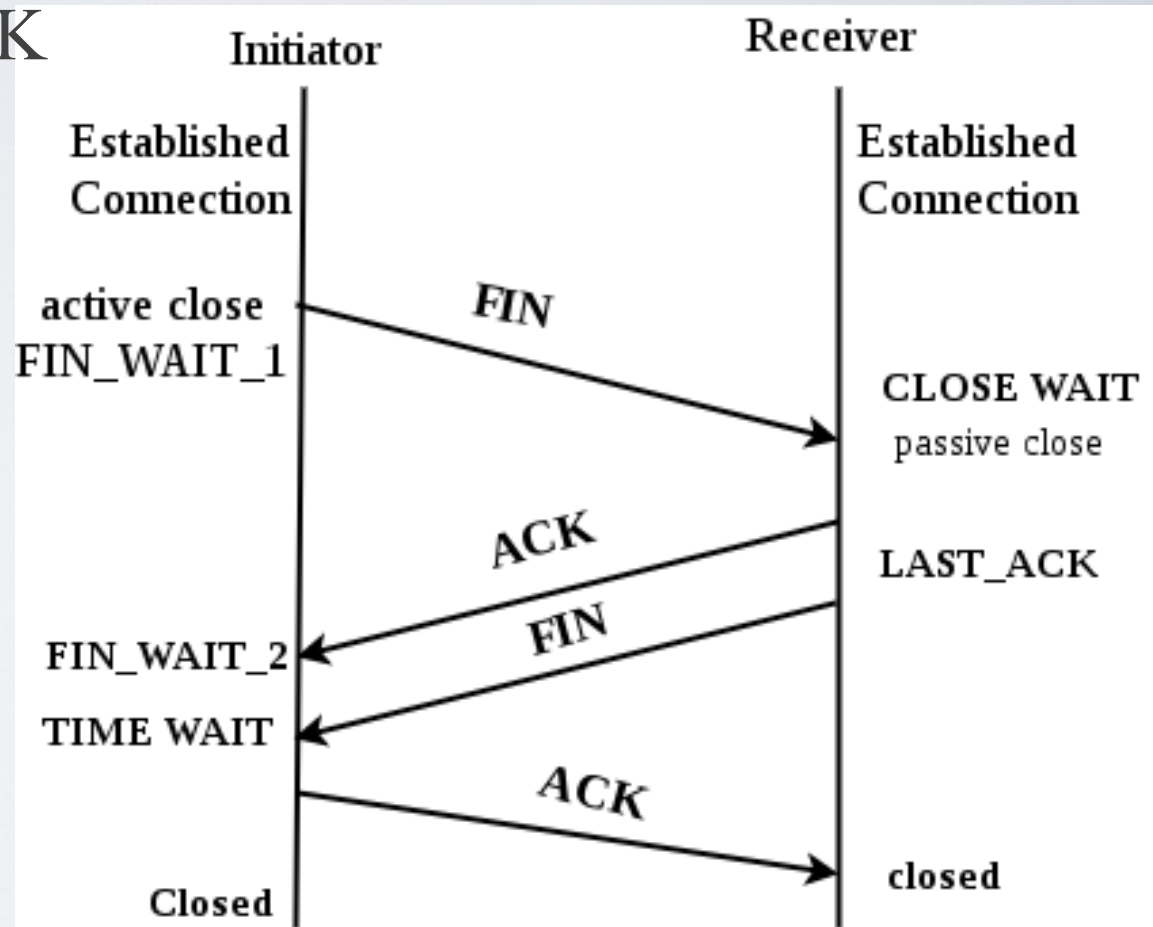 K
Initiator
Receiver
Established
Connection
Established
Connection
active close
FIN_WAIT_1
FIN
CLOSE WAIT
passive close
ACK
LAST_ACK
FIN
FIN_WAIT_2
TIME WAIT
ACK
closed
Closed